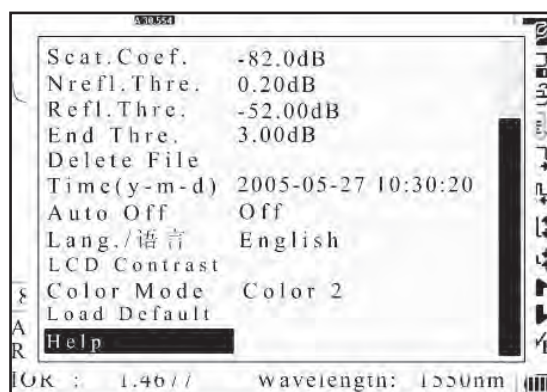 A:30.554
Scat.Coef. -82.0dB
Nrefl.Thre. 0.20dB
Refl.Thre. -52.00dB
End Thre. 3.00dB
Delete File
Time(y-m-d) 2005-05-27 10:30:20
Auto Off Off
Lang./语言 English
LCD Contrast
Color Mode Color 2
Load Default
Help
A
R
IOR : 1.4677 Wavelength: 1550nm